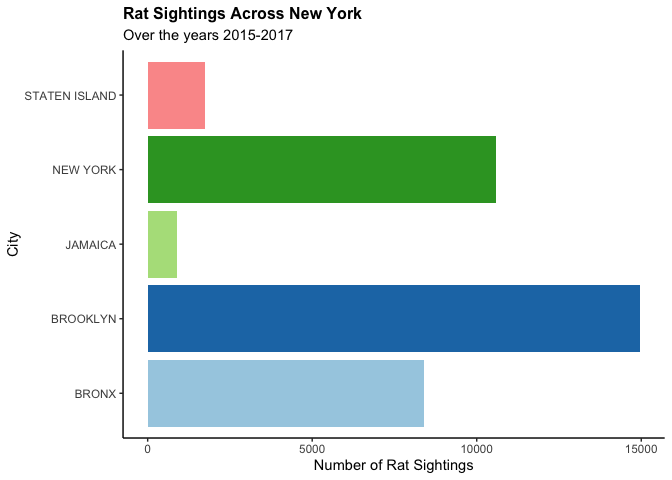 Rat Sightings Across New York
Over the years 2015-2017
STATEN ISLAND
NEW YORK
JAMAICA
BROOKLYN
BRONX
City
0 5000 10000 15000
Number of Rat Sightings